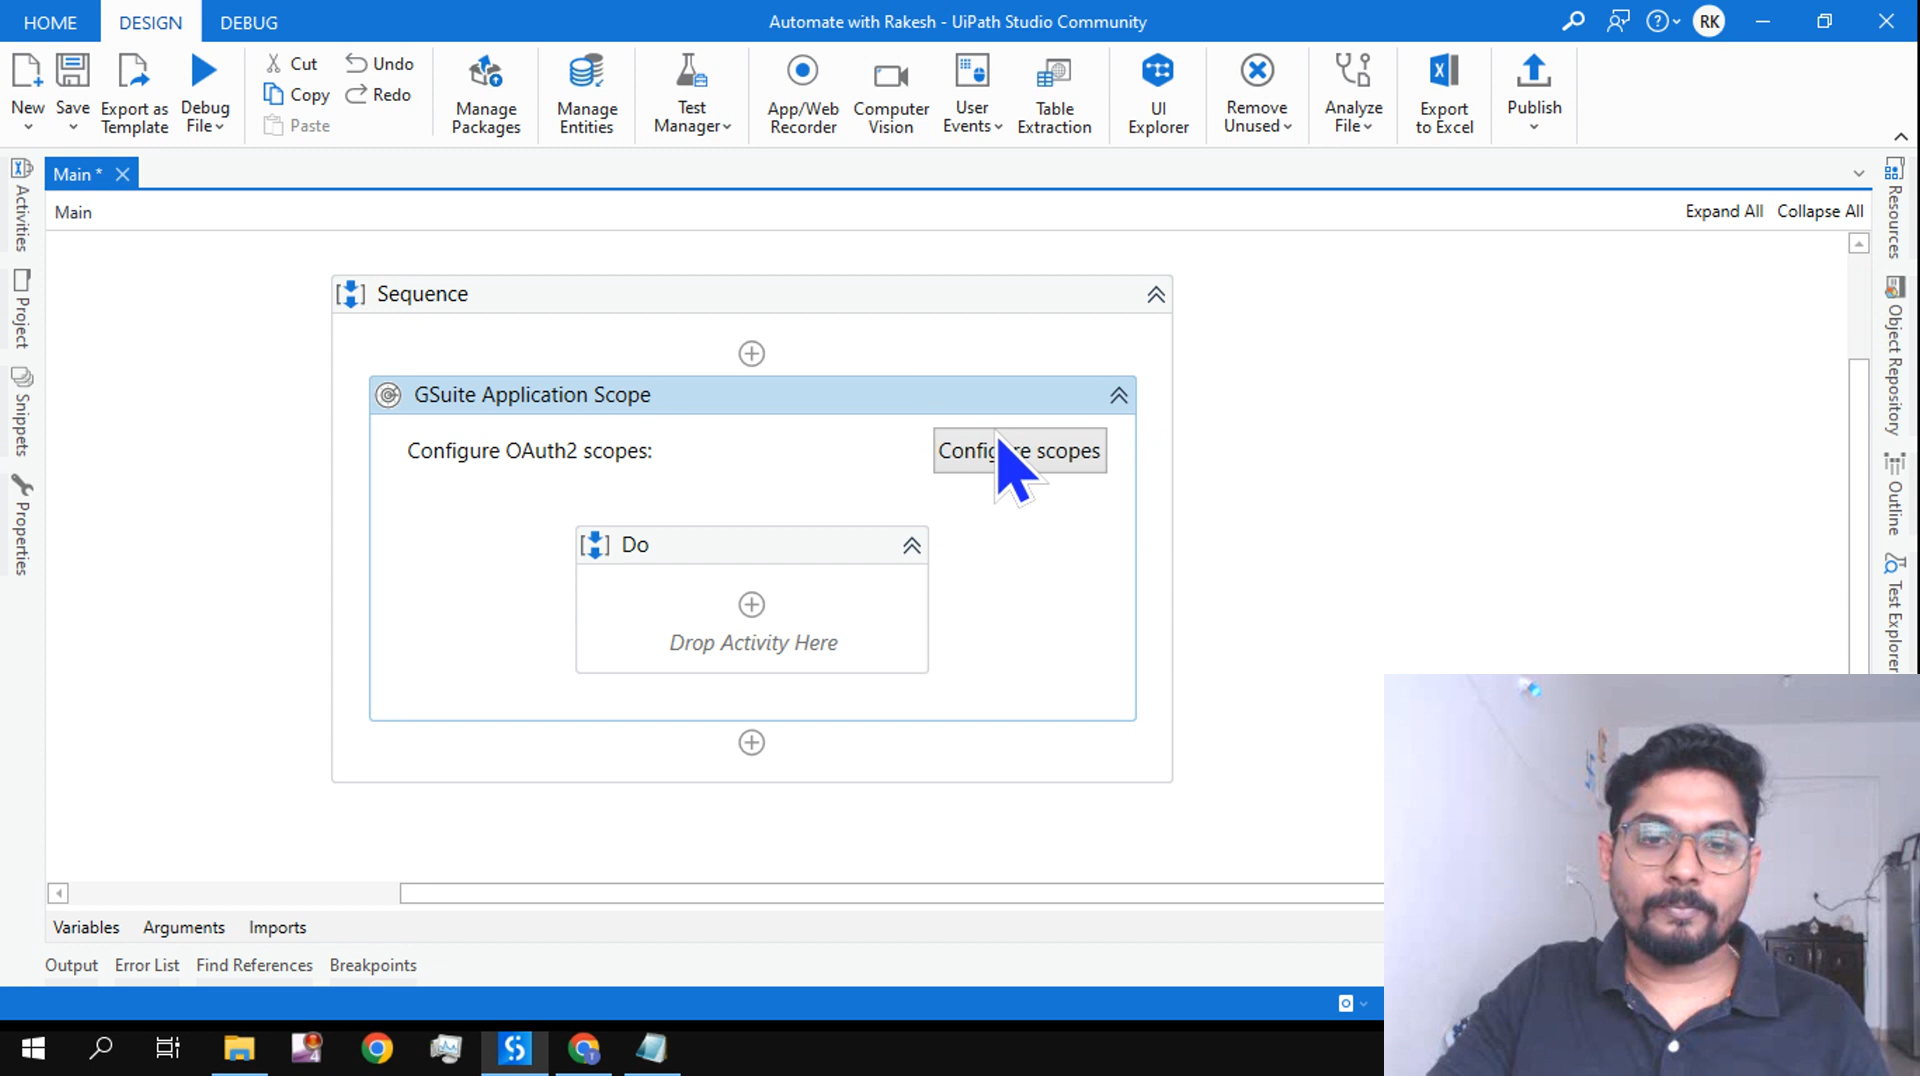 HOME DESIGN DEBUG Automate with Rakesh - UiPath Studio Community RK
New
Save
Export as
Template
Debug
File
Cut
Copy
Paste
Undo
Redo
Manage
Packages
Manage
Entities
Test
Manager
App/Web
Recorder
Computer
Vision
User
Events
Table
Extraction
UI
Explorer
Remove
Unused
Analyze
File
Export
to Excel
Publish
Activities
Project
Snippets
Properties
Main *
Main
Expand All Collapse All
Sequence
GSuite Application Scope
Configure OAuth2 scopes:
scopes
Do
Drop Activity Here
Resources
Object Repository
Outline
Test Explorer
Variables Arguments Imports
Output Error List Find References Breakpoints